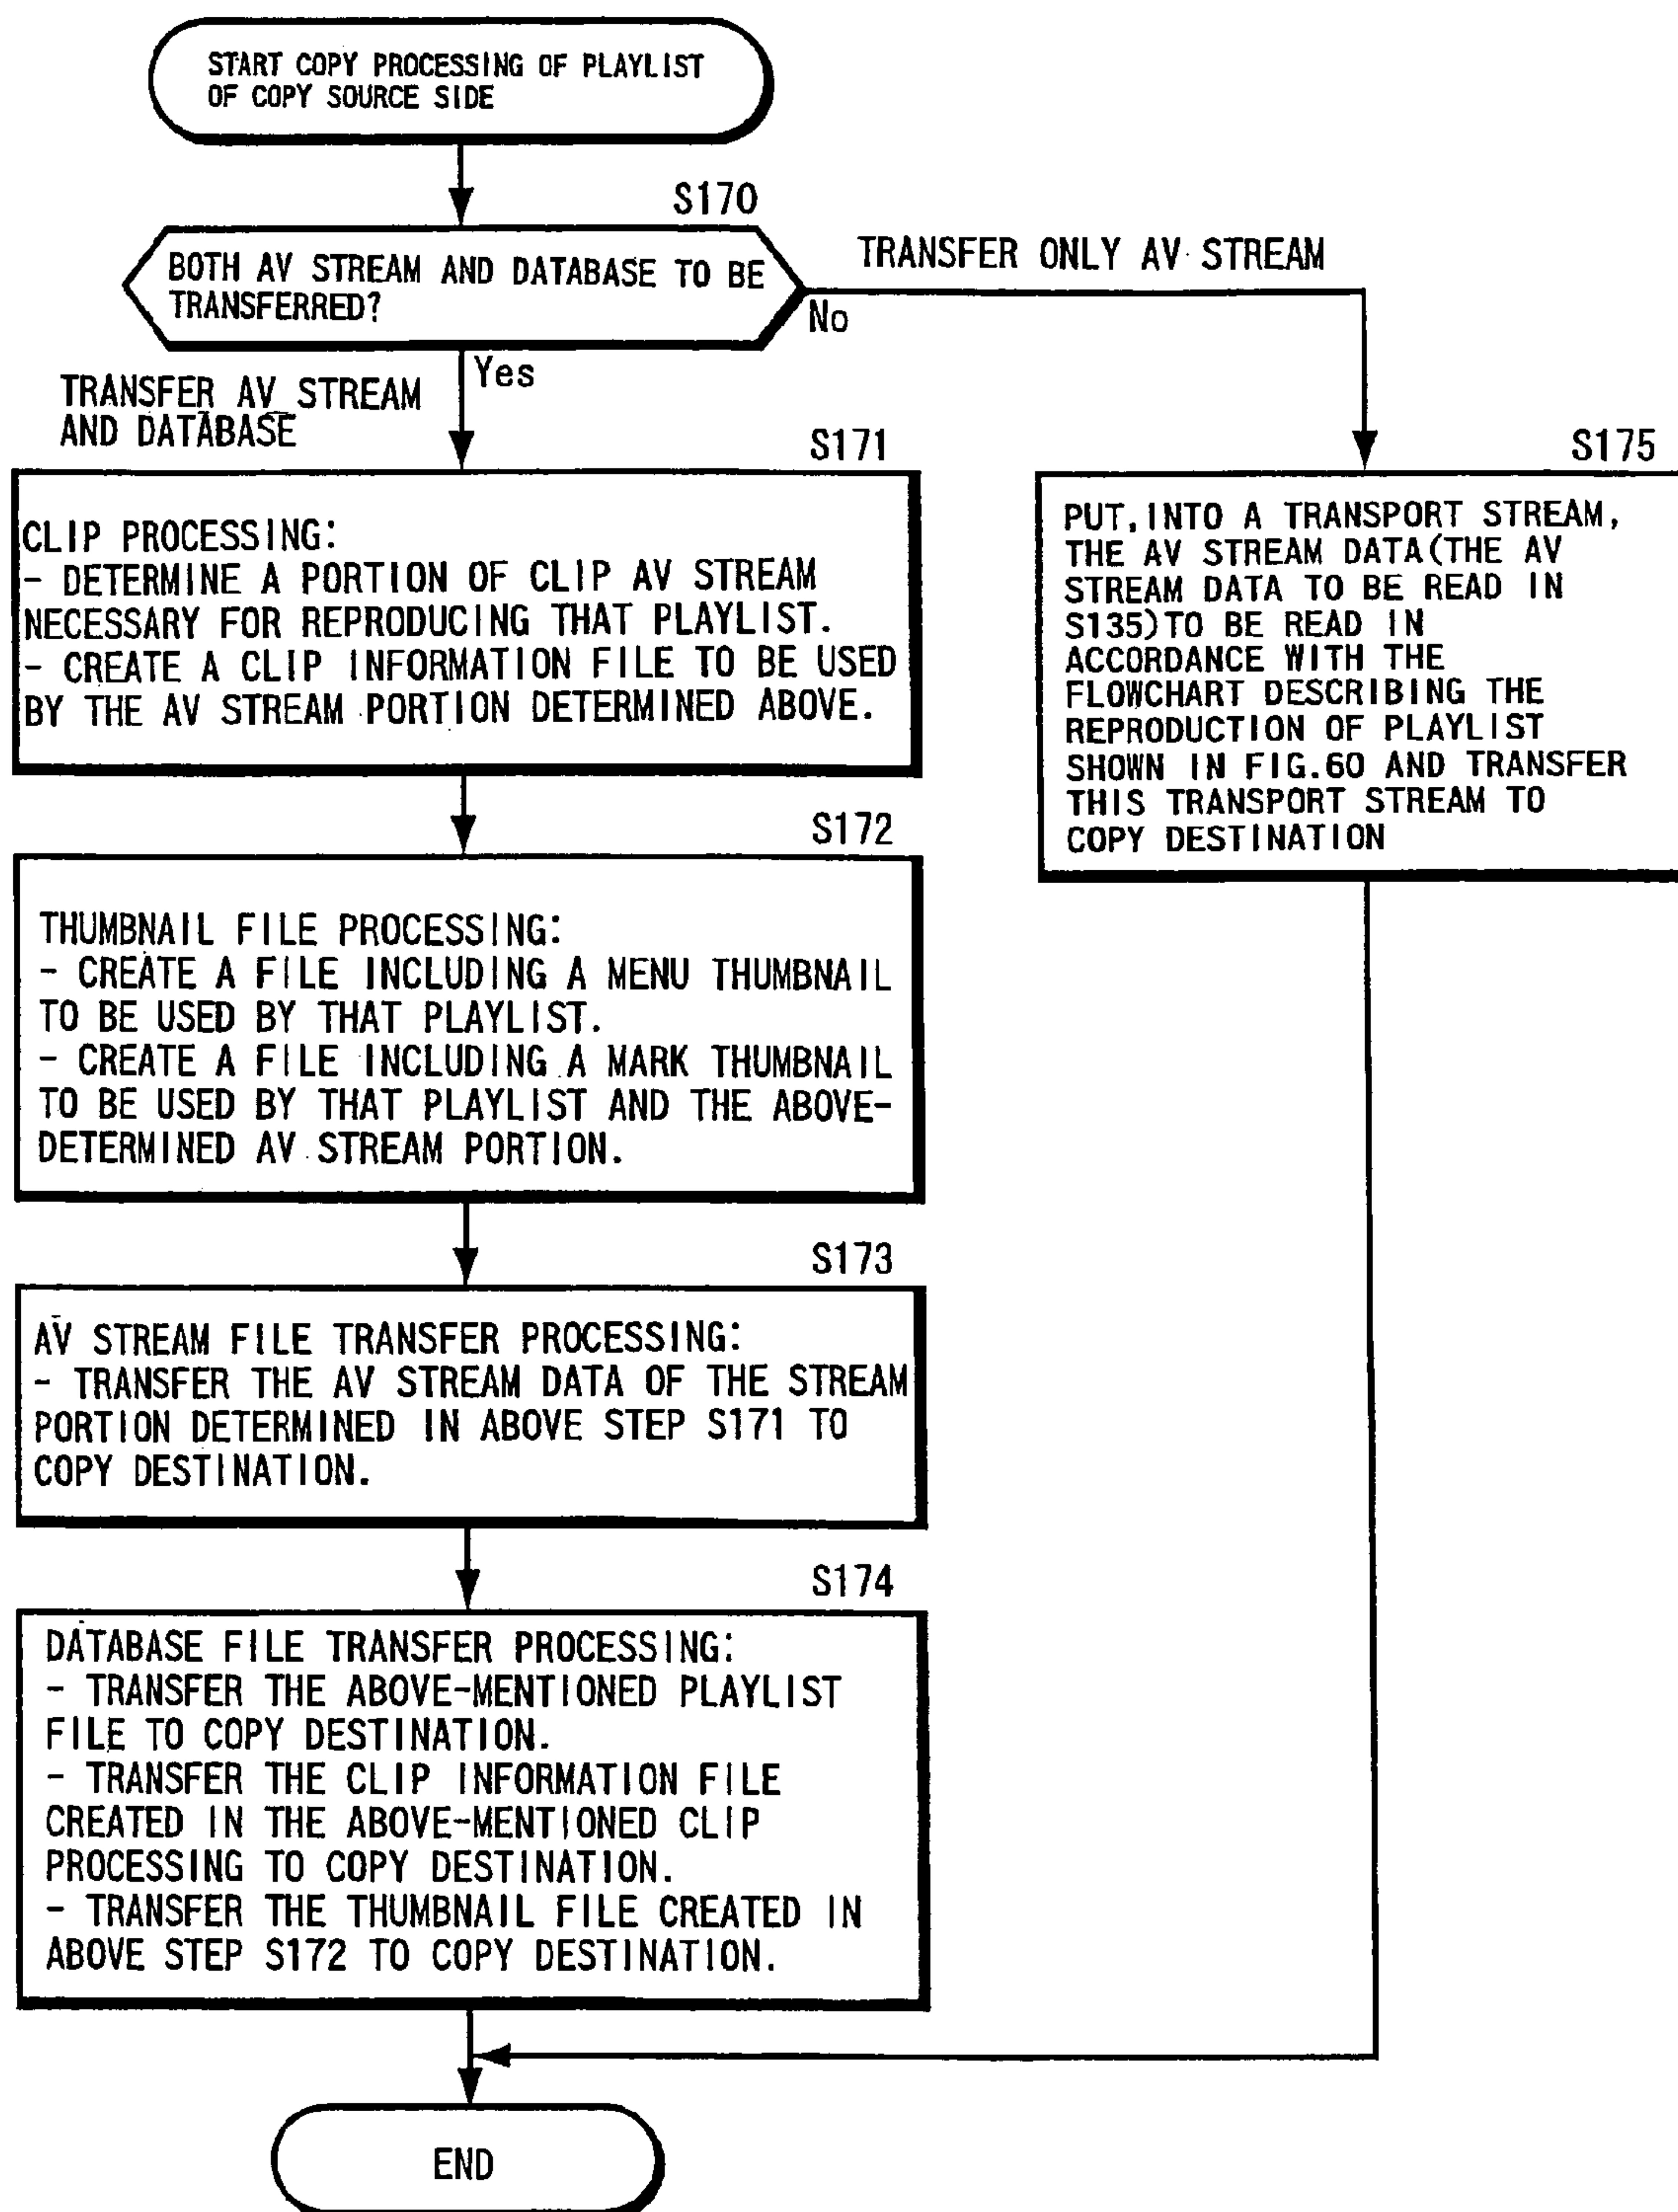 START COPY PROCESSING OF PLAYLIST
OF COPY SOURCE SIDE
S170
BOTH AV STREAM AND DATABASE TO BE
TRANSFERRED?
TRANSFER ONLY AV STREAM
No
Yes
TRANSFER AV STREAM
AND DATABASE
S171
CLIP PROCESSING:
- DETERMINE A PORTION OF CLIP AV STREAM
NECESSARY FOR REPRODUCING THAT PLAYLIST.
- CREATE A CLIP INFORMATION FILE TO BE USED
BY THE AV STREAM PORTION DETERMINED ABOVE.
S175
PUT, INTO A TRANSPORT STREAM,
THE AV STREAM DATA(THE AV
STREAM DATA TO BE READ IN
S135)TO BE READ IN
ACCORDANCE WITH THE
FLOWCHART DESCRIBING THE
REPRODUCTION OF PLAYLIST
SHOWN IN FIG.60 AND TRANSFER
THIS TRANSPORT STREAM TO
COPY DESTINATION
S172
THUMBNAIL FILE PROCESSING:
- CREATE A FILE INCLUDING A MENU THUMBNAIL
TO BE USED BY THAT PLAYLIST.
- CREATE A FILE INCLUDING A MARK THUMBNAIL
TO BE USED BY THAT PLAYLIST AND THE ABOVE-
DETERMINED AV STREAM PORTION.
S173
AV STREAM FILE TRANSFER PROCESSING:
- TRANSFER THE AV STREAM DATA OF THE STREAM
PORTION DETERMINED IN ABOVE STEP S171 TO
COPY DESTINATION.
S174
DATABASE FILE TRANSFER PROCESSING:
- TRANSFER THE ABOVE-MENTIONED PLAYLIST
FILE TO COPY DESTINATION.
- TRANSFER THE CLIP INFORMATION FILE
CREATED IN THE ABOVE-MENTIONED CLIP
PROCESSING TO COPY DESTINATION.
- TRANSFER THE THUMBNAIL FILE CREATED IN
ABOVE STEP S172 TO COPY DESTINATION.
END